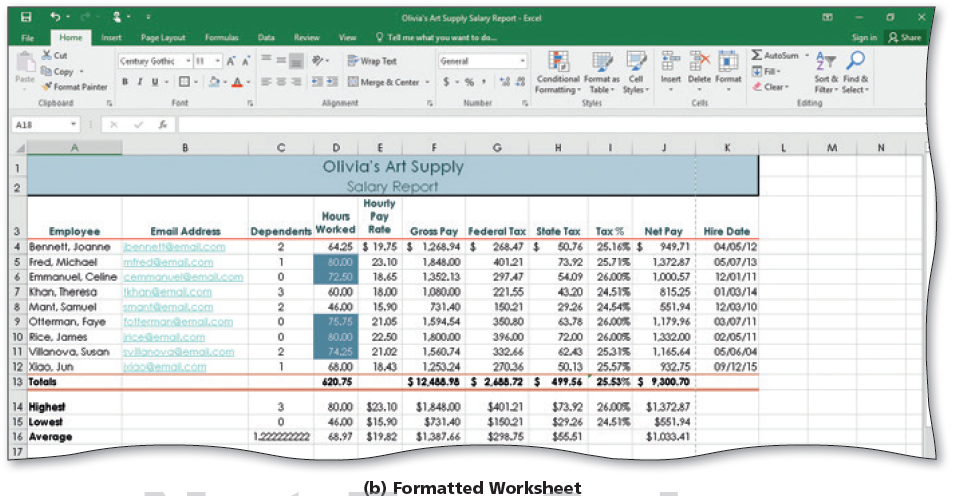 Olivia's Art Supply Salary Report - Excel
File Home Insert Page Layout Formulas Data Review View Tell me what you want to do... Sign in Share
Cut
Copy
Format Painter
Paste
Clipboard
Century Gothic 11 A A
B I U A
Font
Wrap Text
Merge & Center
Alignment
General
$ % ,
Number
Conditional Formatting
Format as Table
Cell Styles
Styles
Insert Delete Format
Cells
AutoSum
Fill
Clear
Sort & Filter
Find & Select
Editing
A18 fx
A B C D E F G H I J K L M N
1 Olivia's Art Supply
2 Salary Report
3 Employee Email Address Dependents Hours Worked Hourly Pay Rate Gross Pay Federal Tax State Tax Tax % Net Pay Hire Date
4 Bennett, Joanne jbennett@email.com 2 64.25 $ 19.75 $ 1,268.94 $ 268.47 $ 50.76 25.16% $ 949.71 04/05/12
5 Fred, Michael mfred@email.com 1 80.00 23.10 1,848.00 401.21 73.92 25.71% 1,372.87 05/07/13
6 Emmanuel, Celine cemmanuel@email.com 0 72.50 18.65 1,352.13 297.47 54.09 26.00% 1,000.57 12/01/11
7 Khan, Theresa tkhan@email.com 3 60.00 18.00 1,080.00 221.55 43.20 24.51% 815.25 01/03/14
8 Mant, Samuel smant@email.com 2 46.00 15.90 731.40 150.21 29.26 24.54% 551.94 12/03/10
9 Otterman, Faye fotterman@email.com 0 75.75 21.05 1,594.54 350.80 63.78 26.00% 1,179.96 03/07/11
10 Rice, James jrice@email.com 0 80.00 22.50 1,800.00 396.00 72.00 26.00% 1,332.00 02/05/11
11 Villanova, Susan svillanova@email.com 2 74.25 21.02 1,560.74 332.66 62.43 25.31% 1,165.64 05/06/04
12 Xiao, Jun jxiao@email.com 1 68.00 18.43 1,253.24 270.36 50.13 25.57% 932.75 09/12/15
13 Totals 620.75 $ 12,488.98 $ 2,688.72 $ 499.56 25.53% $ 9,300.70
14 Highest 3 80.00 $23.10 $1,848.00 $401.21 $73.92 26.00% $1,372.87
15 Lowest 0 46.00 $15.90 $731.40 $150.21 $29.26 24.51% $551.94
16 Average 1.222222222 68.97 $19.82 $1,387.66 $298.75 $55.51 $1,033.41
17
(b) Formatted Worksheet